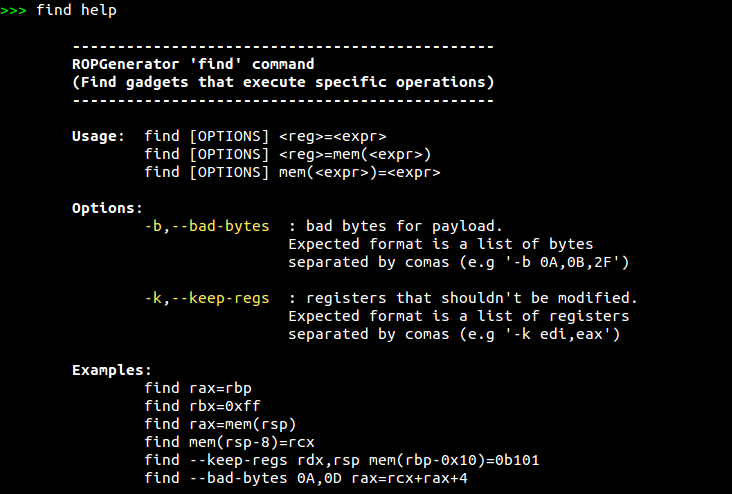 >>> find help
-----------------------------------------------
ROPGenerator 'find' command
(Find gadgets that execute specific operations)
-----------------------------------------------
Usage:  find [OPTIONS] <reg>=<expr>
find [OPTIONS] <reg>=mem(<expr>)
find [OPTIONS] mem(<expr>)=<expr>
Options:
-b,--bad-bytes  : bad bytes for payload.
Expected format is a list of bytes
separated by comas (e.g '-b 0A,0B,2F')
-k,--keep-regs  : registers that shouldn't be modified.
Expected format is a list of registers
separated by comas (e.g '-k edi,eax')
Examples:
find rax=rbp
find rbx=0xff
find rax=mem(rsp)
find mem(rsp-8)=rcx
find --keep-regs rdx,rsp mem(rbp-0x10)=0b101
find --bad-bytes 0A,0D rax=rcx+rax+4